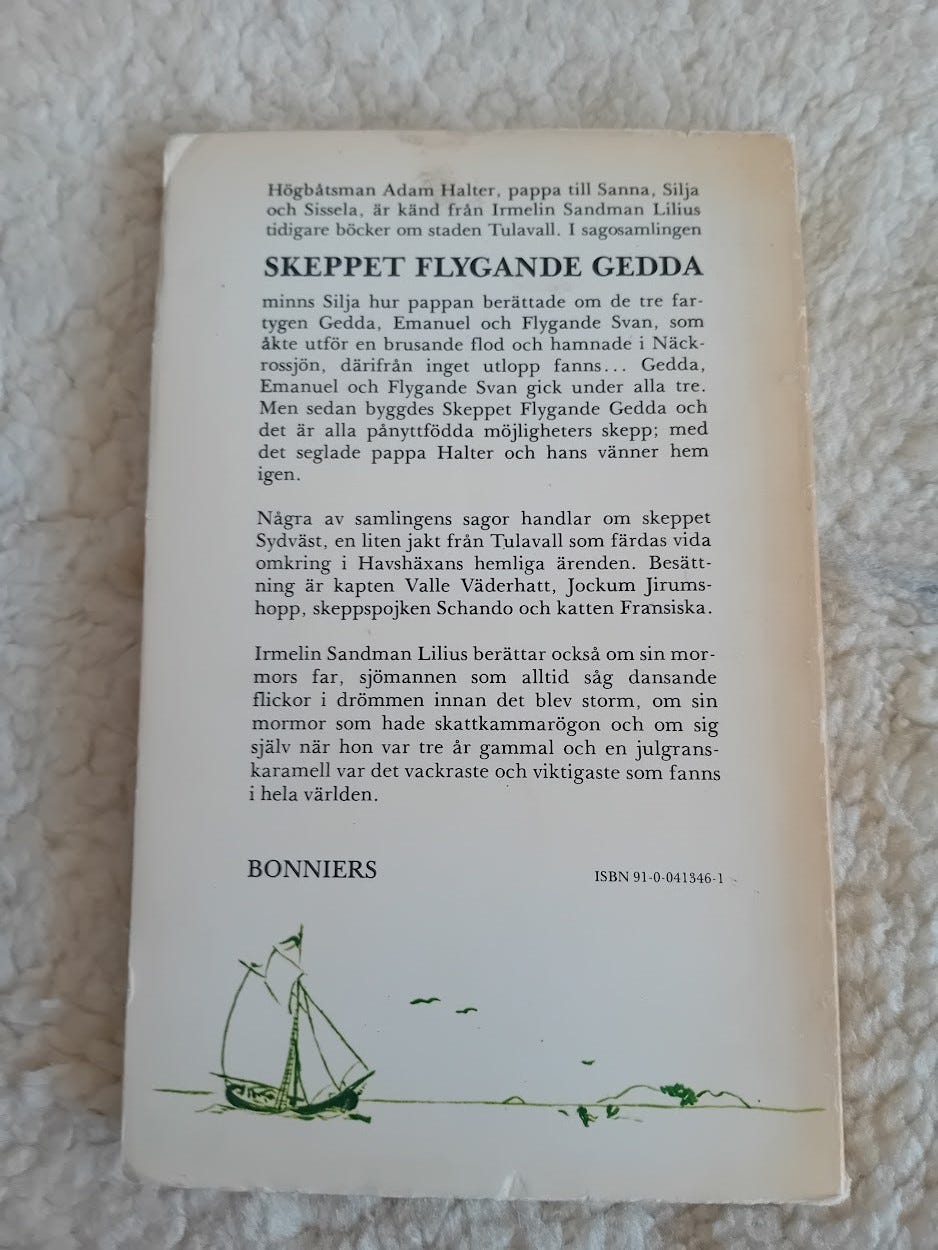 Högbåtsman Adam Halter, pappa till Sanna, Silja
och Sissela, är känd från Irmelin Sandman Lilius
tidigare böcker om staden Tulavall. I sagosamlingen
SKEPPET FLYGANDE GEDDA
minns Silja hur pappan berättade om de tre far-
tygen Gedda, Emanuel och Flygande Svan, som
åkte utför en brusande flod och hamnade i Näck-
rossjön, därifrån inget utlopp fanns... Gedda,
Emanuel och Flygande Svan gick under alla tre.
Men sedan byggdes Skeppet Flygande Gedda och
det är alla pånyttfödda möjligheters skepp; med
det seglade pappa Halter och hans vänner hem
igen.
Några av samlingens sagor handlar om skeppet
Sydväst, en liten jakt från Tulavall som färdas vida
omkring i Havshäxans hemliga ärenden. Besätt-
ning är kapten Valle Väderhatt, Jockum Jirums-
hopp, skeppspojken Schando och katten Fransiska.
Irmelin Sandman Lilius berättar också om sin mor-
mors far, sjömannen som alltid såg dansande
flickor i drömmen innan det blev storm, om sin
mormor som hade skattkammarögon och om sig
själv när hon var tre år gammal och en julgrans-
karamell var det vackraste och viktigaste som fanns
i hela världen.
BONNIERS
ISBN 91-0-041346-1